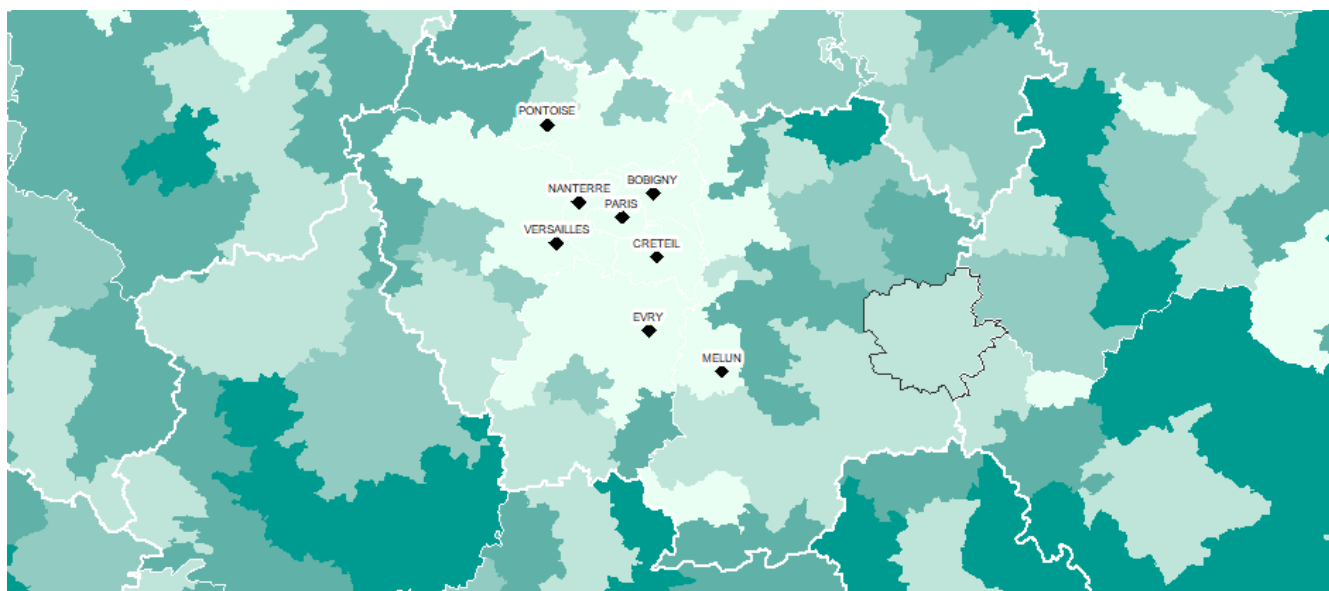 PONTOISE
BOBIGNY
NANTERRE
PARIS
VERSAILLES
CRETEIL
EVRY
MELUN